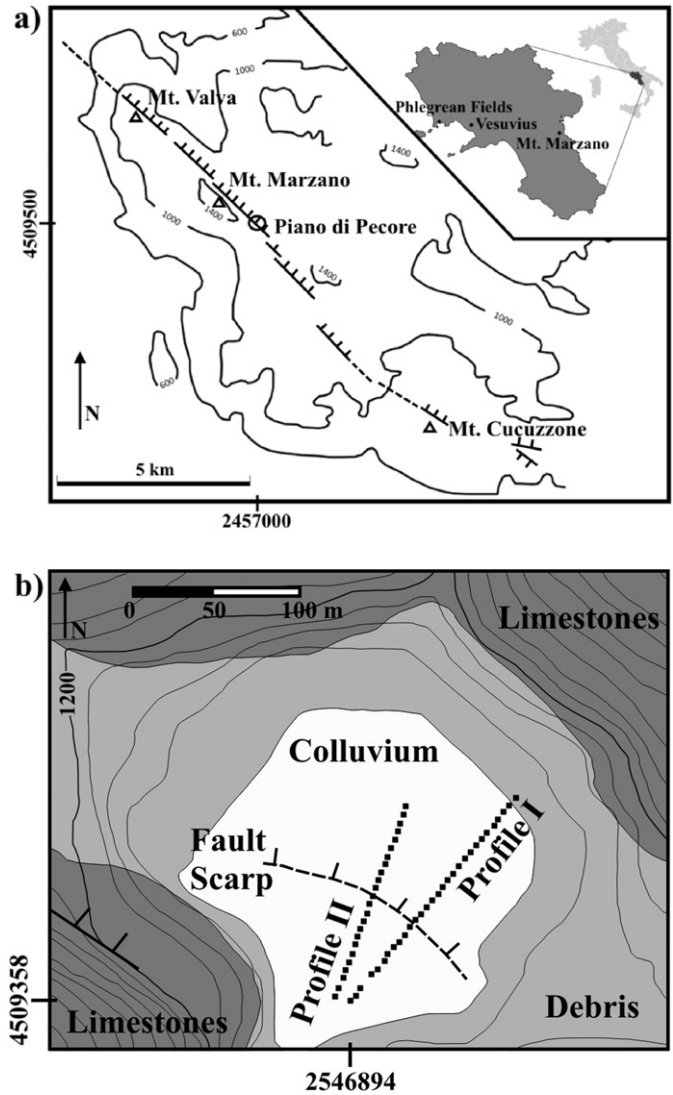 a)
600
1000
Mt. Valva
Phlegrean Fields
Vesuvius
Mt. Marzano
1400
Mt. Marzano
1400
Piano di Pecore
4509500
1000
1400
1000
600
N
Mt. Cucuzzone
5 km
2457000
b)
0 50 100 m
N
Limestones
1200
Colluvium
Fault
Scarp
Profile I
Profile II
4509358
Limestones
Debris
2546894